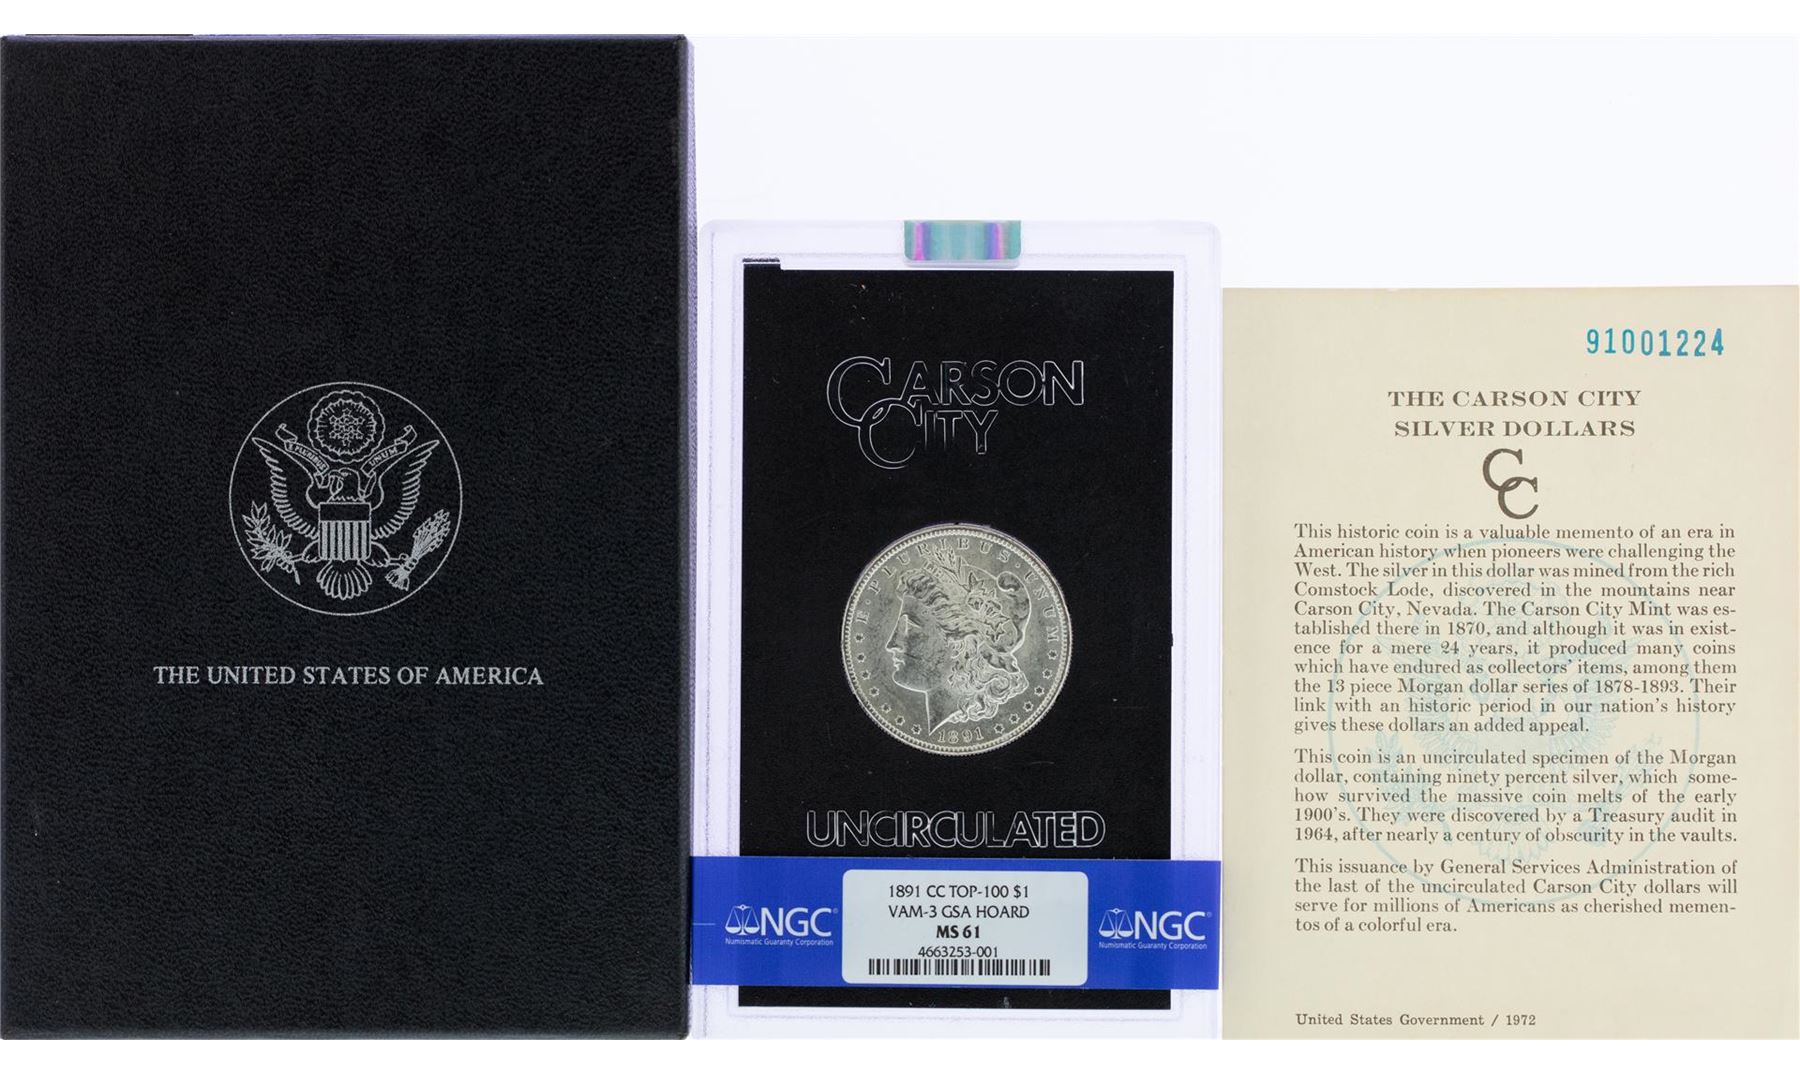 PLURIBUS UNUM
THE UNITED STATES OF AMERICA
CARSON
CITY
E·PLURIBUS·UNUM
1891
UNCIRCULATED
NGC
Numismatic Guaranty Corporation
1891 CC TOP-100 $1
VAM-3 GSA HOARD
MS 61
4663253-001
NGC
Numismatic Guaranty Corporation
91001224
THE CARSON CITY
SILVER DOLLARS
CC
This historic coin is a valuable memento of an era in
American history when pioneers were challenging the
West. The silver in this dollar was mined from the rich
Comstock Lode, discovered in the mountains near
Carson City, Nevada. The Carson City Mint was es-
tablished there in 1870, and although it was in exist-
ence for a mere 24 years, it produced many coins
which have endured as collectors' items, among them
the 13 piece Morgan dollar series of 1878-1893. Their
link with an historic period in our nation's history
gives these dollars an added appeal.
This coin is an uncirculated specimen of the Morgan
dollar, containing ninety percent silver, which some-
how survived the massive coin melts of the early
1900's. They were discovered by a Treasury audit in
1964, after nearly a century of obscurity in the vaults.
This issuance by General Services Administration of
the last of the uncirculated Carson City dollars will
serve for millions of Americans as cherished memen-
tos of a colorful era.
United States Government / 1972